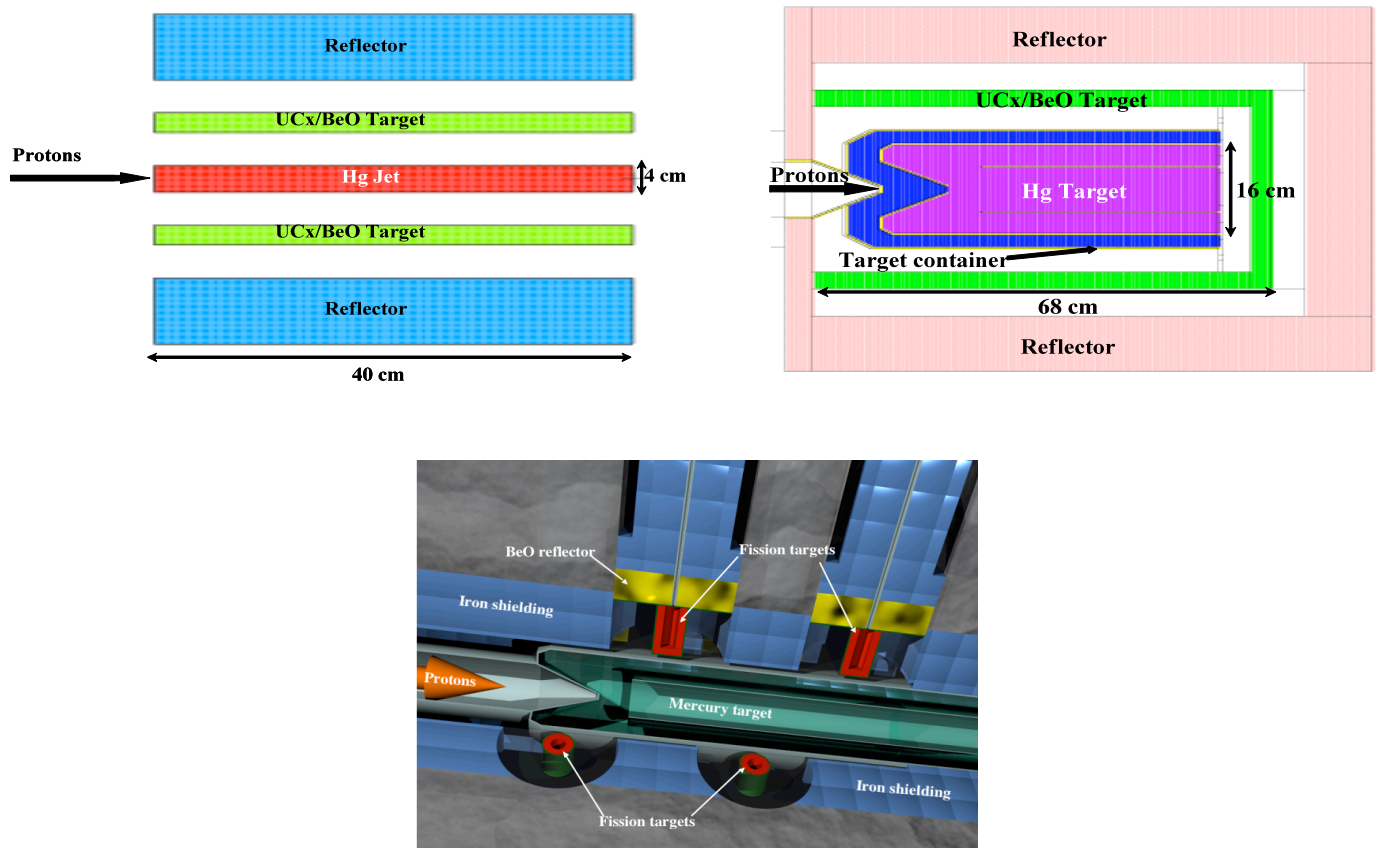 Reflector
UCx/BeO Target
Protons
Hg Jet
4 cm
UCx/BeO Target
Reflector
40 cm
Reflector
UCx/BeO Target
Protons
Hg Target
16 cm
Target container
68 cm
Reflector
BeO reflector
Fission targets
Iron shielding
Protons
Mercury target
Iron shielding
Fission targets